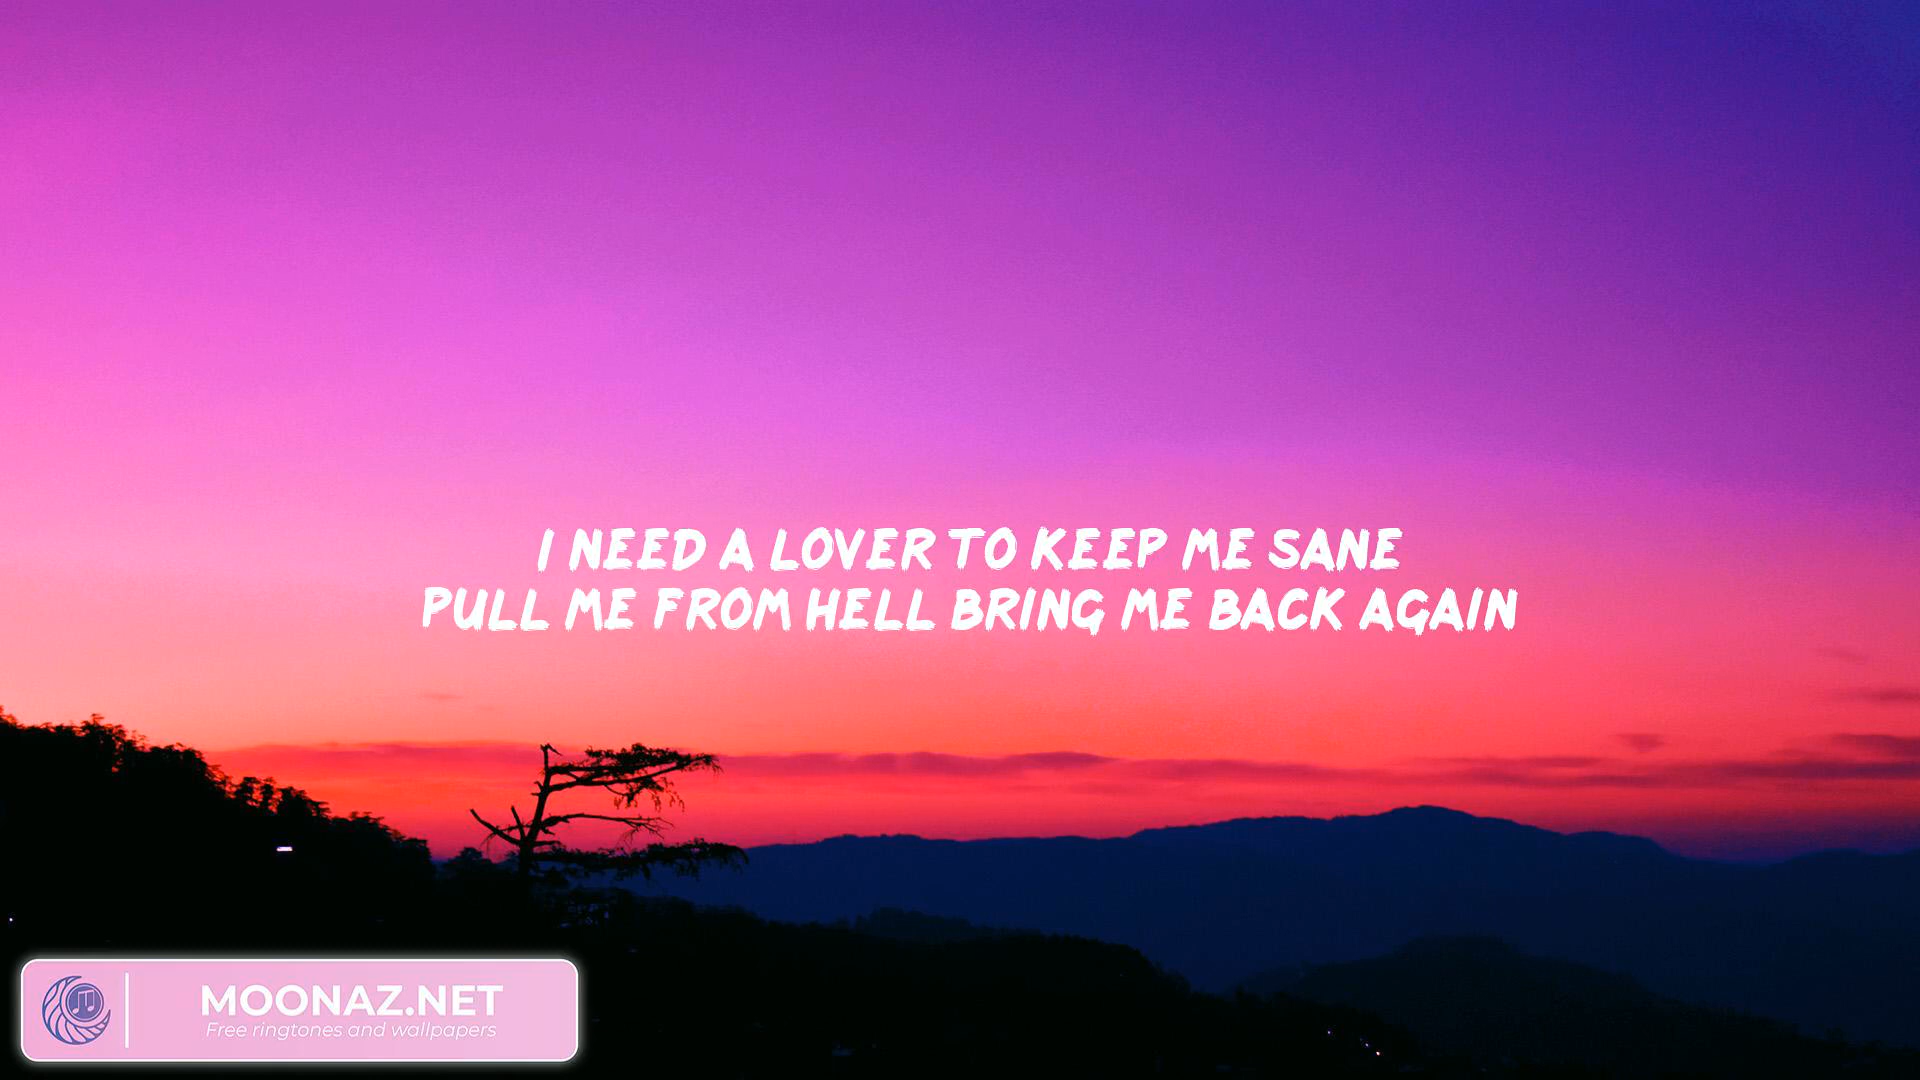 I NEED A LOVER TO KEEP ME SANE
PULL ME FROM HELL BRING ME BACK AGAIN
MOONAZ.NET
Free ringtones and wallpapers